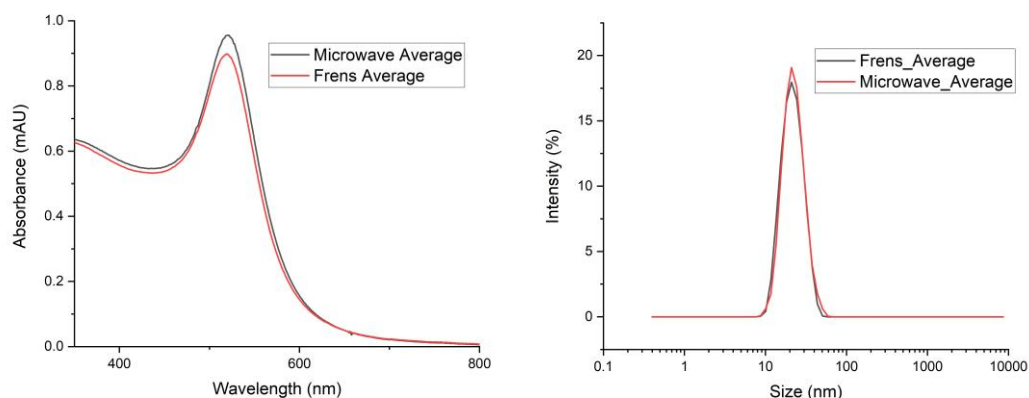 1.0
0.8
0.6
0.4
0.2
0.0
Absorbance (mAU)
Microwave Average
Frens Average
400
600
800
Wavelength (nm)
20
15
10
5
0
Intensity (%)
Frens_Average
Microwave_Average
0.1
1
10
100
1000
10000
Size (nm)